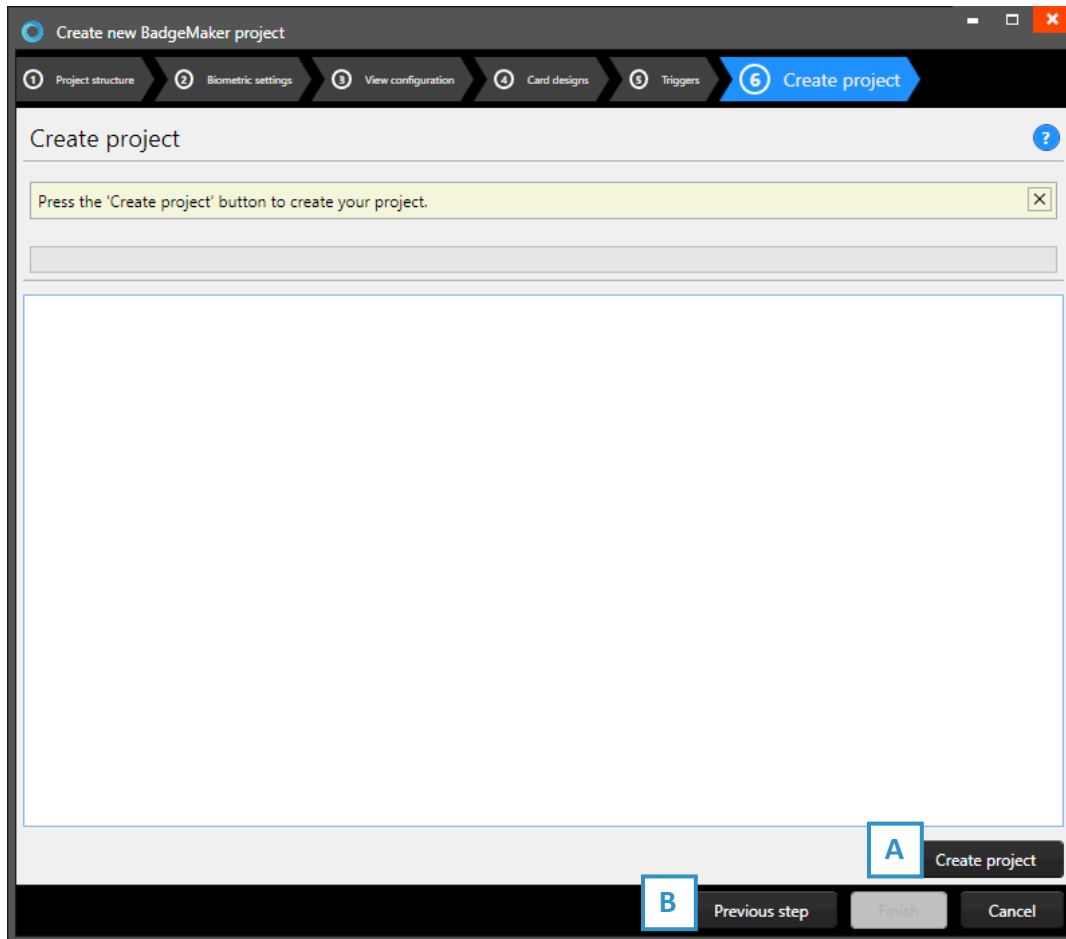 Create new BadgeMaker project
1 Project structure 2 Biometric settings 3 View configuration 4 Card designs 5 Triggers 6 Create project
Create project ?
Press the 'Create project' button to create your project.
A Create project
B Previous step Finish Cancel